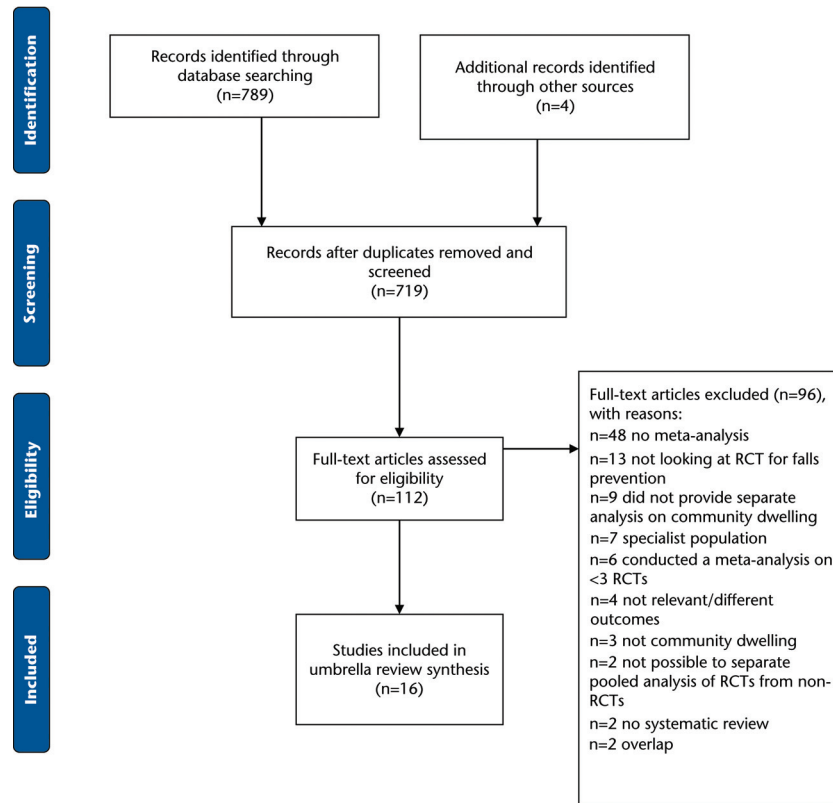 Identification
Records identified through
database searching
(n=789)
Additional records identified
through other sources
(n=4)
Screening
Records after duplicates removed and
screened
(n=719)
Eligibility
Full-text articles assessed
for eligibility
(n=112)
Full-text articles excluded (n=96),
with reasons:
n=48 no meta-analysis
n=13 not looking at RCT for falls
prevention
n=9 did not provide separate
analysis on community dwelling
n=7 specialist population
n=6 conducted a meta-analysis on
<3 RCTs
n=4 not relevant/different
outcomes
n=3 not community dwelling
n=2 not possible to separate
pooled analysis of RCTs from non-
RCTs
n=2 no systematic review
n=2 overlap
Included
Studies included in
umbrella review synthesis
(n=16)